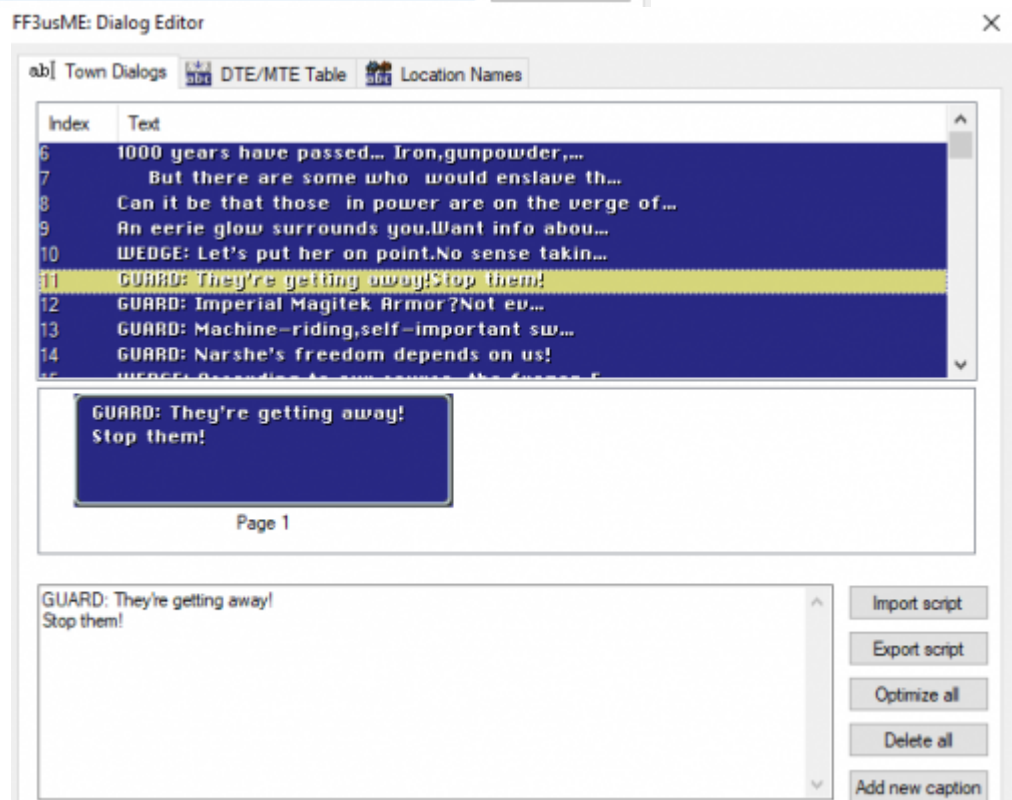 FF3usME: Dialog Editor
ab[ Town Dialogs DTE/MTE Table Location Names
Index Text
6 1000 years have passed… Iron,gunpowder,…
7 But there are some who would enslave th…
8 Can it be that those in power are on the verge of…
9 An eerie glow surrounds you.Want info abou…
10 WEDGE: Let's put her on point.No sense takin…
11 GUARD: They're getting away!Stop them!
12 GUARD: Imperial Magitek Armor?Not ev…
13 GUARD: Machine-riding,self-important sw…
14 GUARD: Narshe's freedom depends on us!
GUARD: They're getting away!
Stop them!
Page 1
GUARD: They're getting away!
Stop them!
Import script
Export script
Optimize all
Delete all
Add new caption